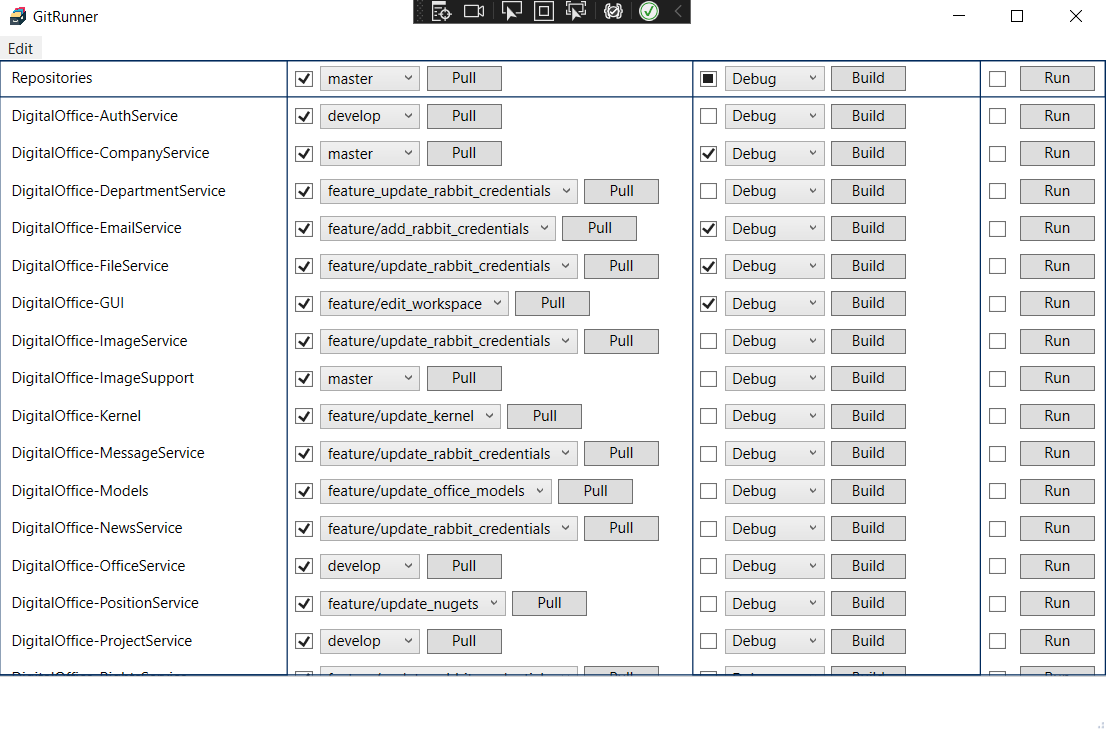 GitRunner
Edit
Repositories master Pull Debug Build Run
DigitalOffice-AuthService develop Pull Debug Build Run
DigitalOffice-CompanyService master Pull Debug Build Run
DigitalOffice-DepartmentService feature_update_rabbit_credentials Pull Debug Build Run
DigitalOffice-EmailService feature/add_rabbit_credentials Pull Debug Build Run
DigitalOffice-FileService feature/update_rabbit_credentials Pull Debug Build Run
DigitalOffice-GUI feature/edit_workspace Pull Debug Build Run
DigitalOffice-ImageService feature/update_rabbit_credentials Pull Debug Build Run
DigitalOffice-ImageSupport master Pull Debug Build Run
DigitalOffice-Kernel feature/update_kernel Pull Debug Build Run
DigitalOffice-MessageService feature/update_rabbit_credentials Pull Debug Build Run
DigitalOffice-Models feature/update_office_models Pull Debug Build Run
DigitalOffice-NewsService feature/update_rabbit_credentials Pull Debug Build Run
DigitalOffice-OfficeService develop Pull Debug Build Run
DigitalOffice-PositionService feature/update_nugets Pull Debug Build Run
DigitalOffice-ProjectService develop Pull Debug Build Run